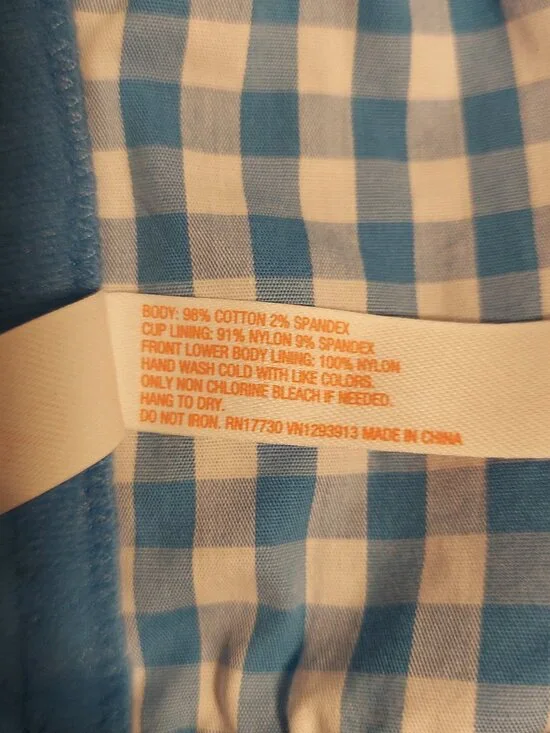 BODY: 98% COTTON 2% SPANDEX
CUP LINING: 91% NYLON 9% SPANDEX
FRONT LOWER BODY LINING: 100% NYLON
HAND WASH COLD WITH LIKE COLORS.
ONLY NON CHLORINE BLEACH IF NEEDED.
HANG TO DRY.
DO NOT IRON. RN17730 VN1293913 MADE IN CHINA